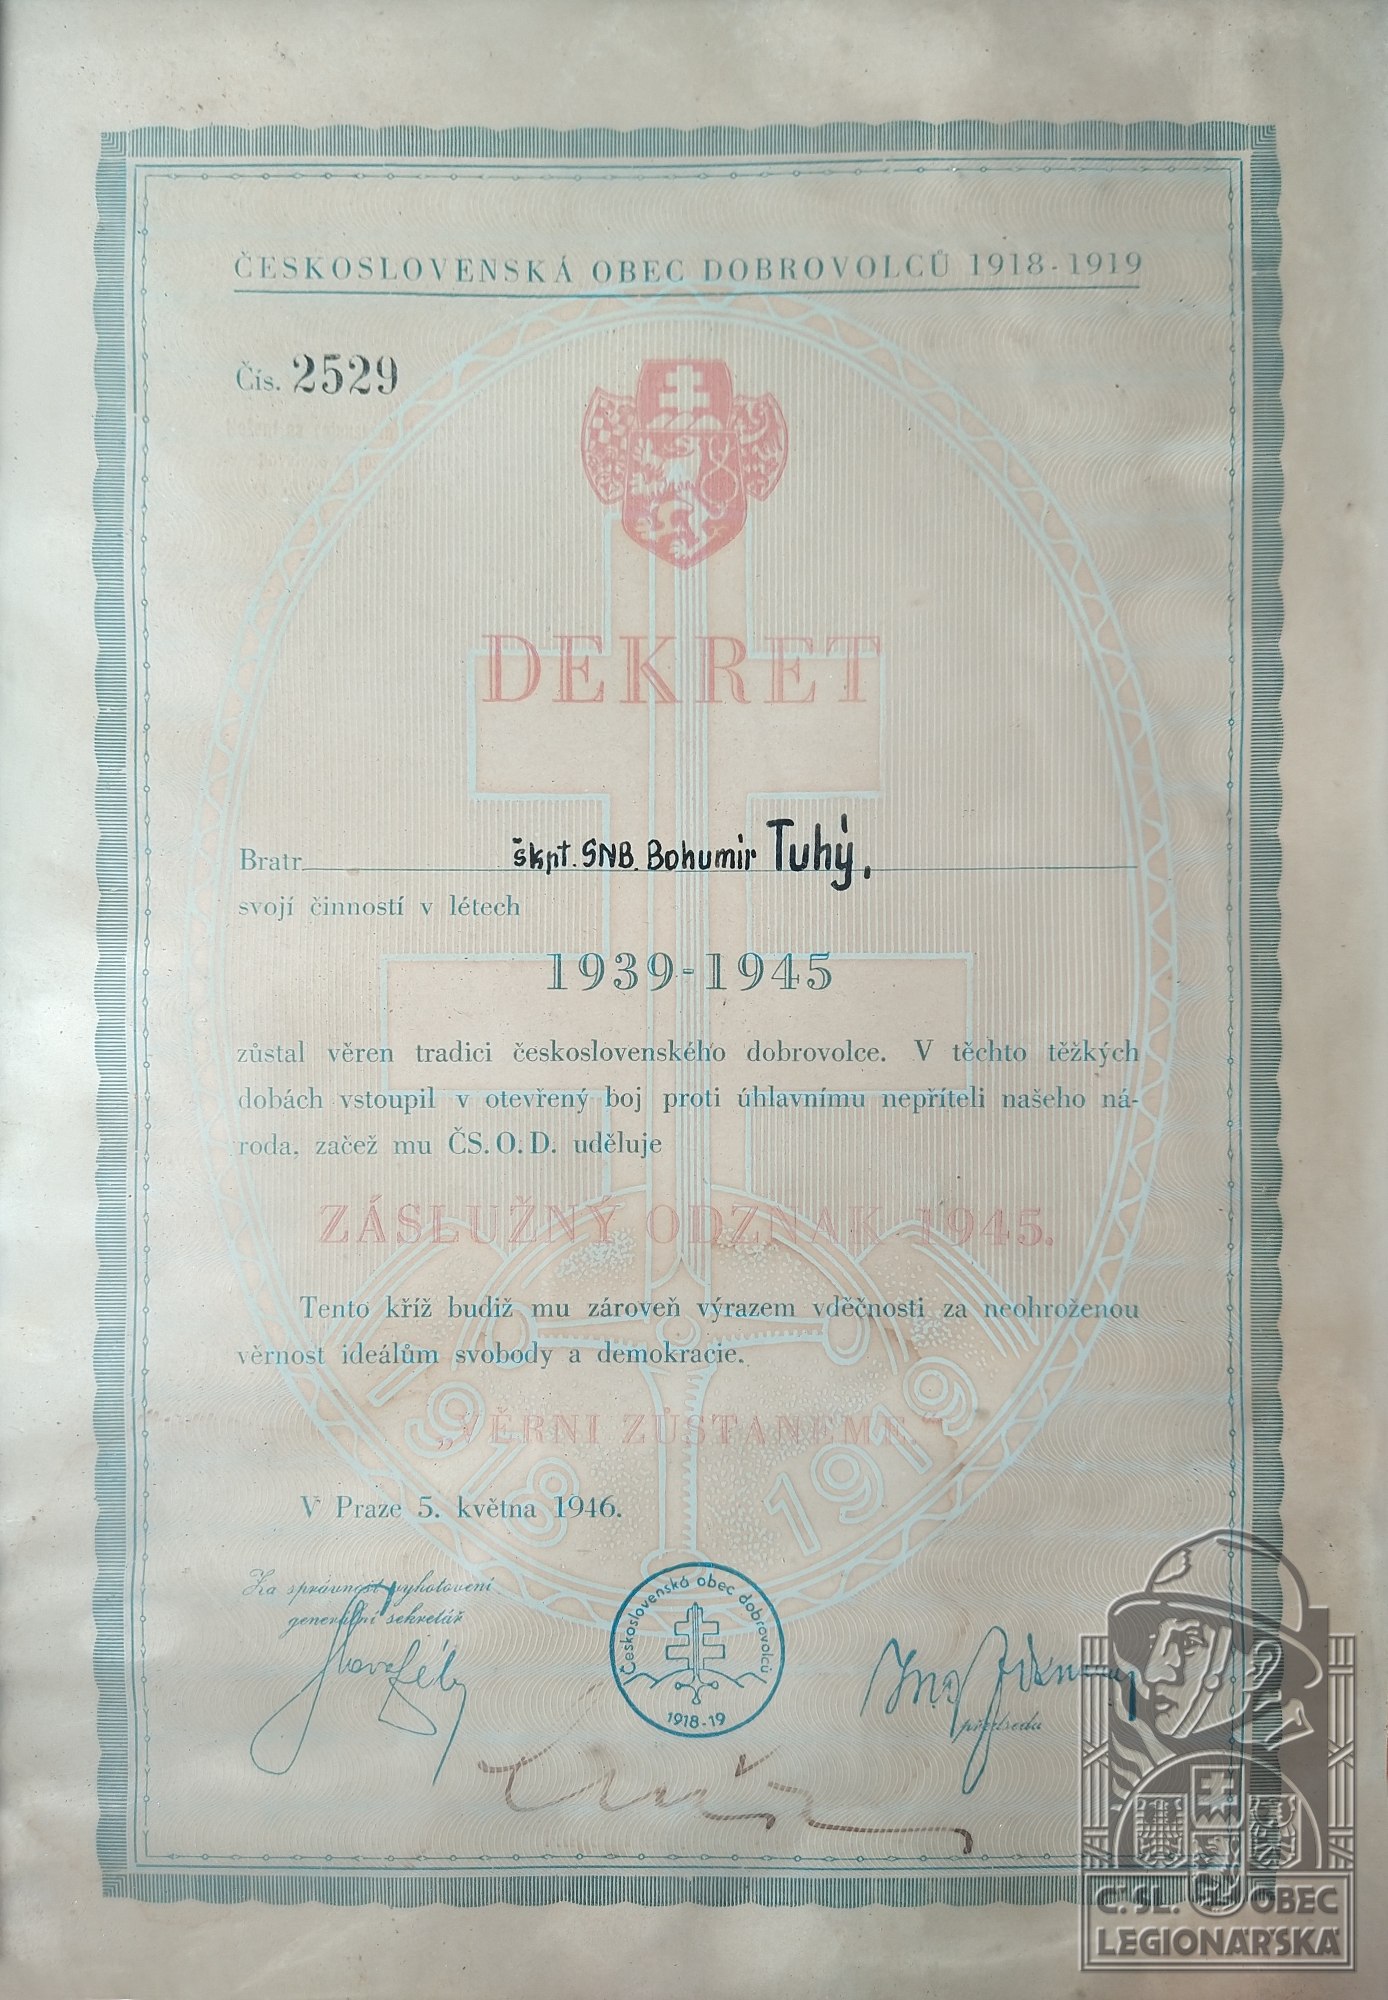 ČESKOSLOVENSKÁ OBEC DOBROVOLCŮ 1918-1919
Čís. 2529
DEKRET
Bratr škpt. SNB. Bohumir Tuhý,
svojí činností v létech
1939-1945
zůstal věren tradici československého dobrovolce. V těchto těžkých
dobách vstoupil v otevřený boj proti úhlavnímu nepříteli našeho ná-
roda, začež mu ČS.O.D. uděluje
ZÁSLUŽNÝ ODZNAK 1945.
Tento kříž budiž mu zároveň výrazem vděčnosti za neohroženou
věrnost ideálům svobody a demokracie.
1918 1919
„VĚRNI ZŮSTANEME."
V Praze 5. května 1946.
Za správnost vyhotovení
generální sekretář
Československá obec dobrovolců
1918-19
Ing.
předseda
Č.SL. OBEC
LEGIONÁŘSKÁ